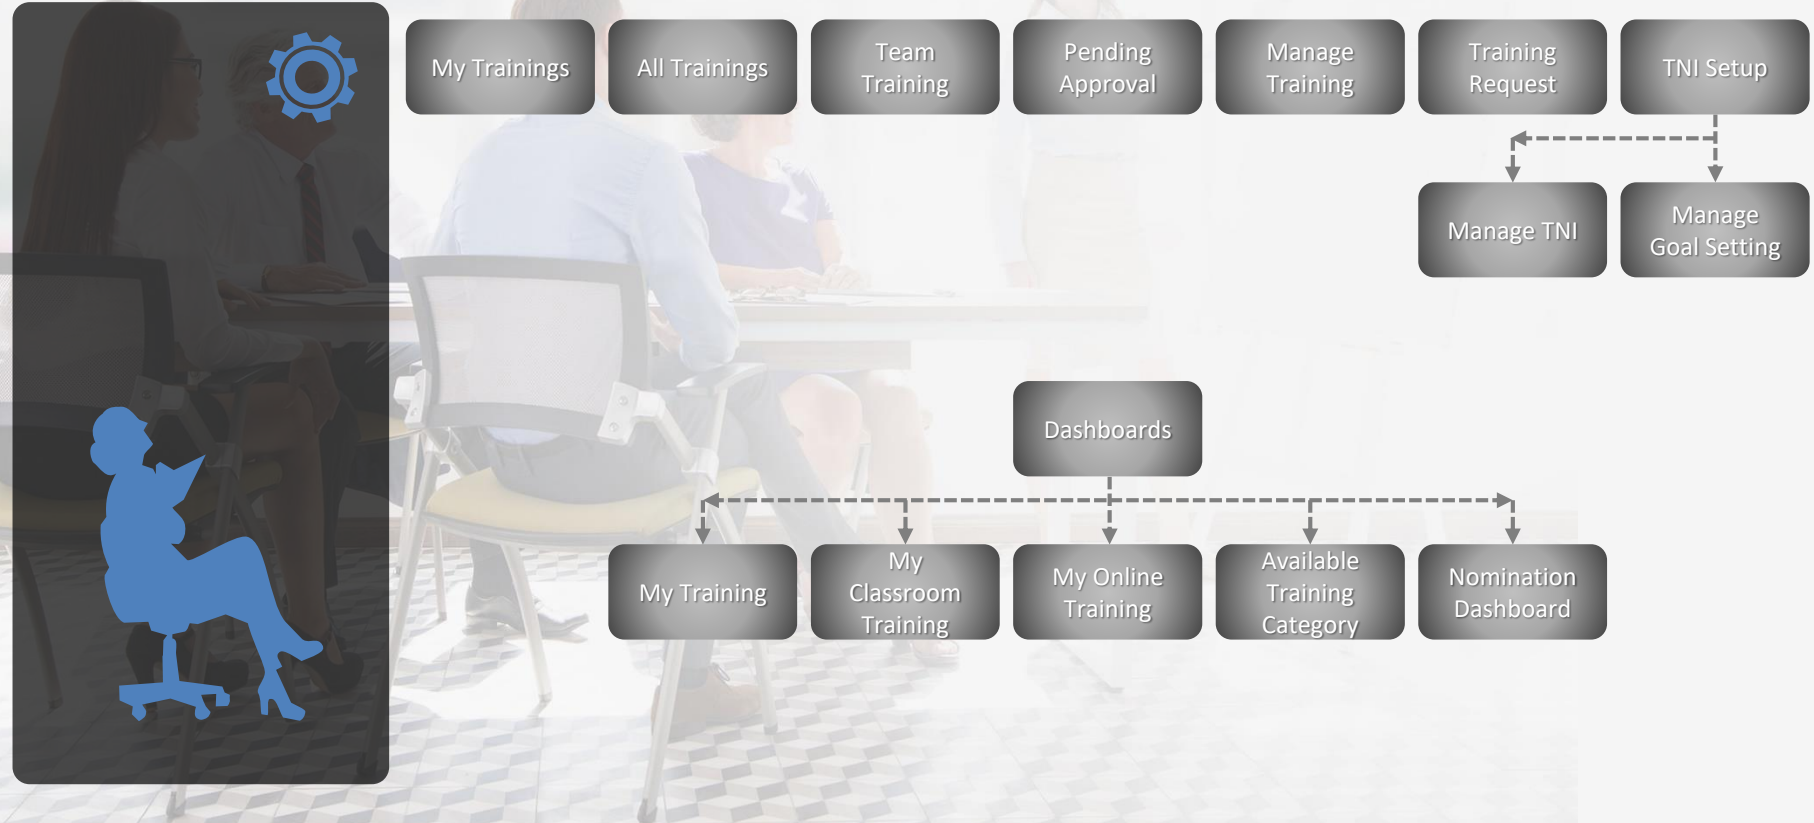 My Trainings
All Trainings
Team
Training
Pending
Approval
Manage
Training
Training
Request
TNI Setup
Manage TNI
Manage
Goal Setting
Dashboards
My Training
My
Classroom
Training
My Online
Training
Available
Training
Category
Nomination
Dashboard